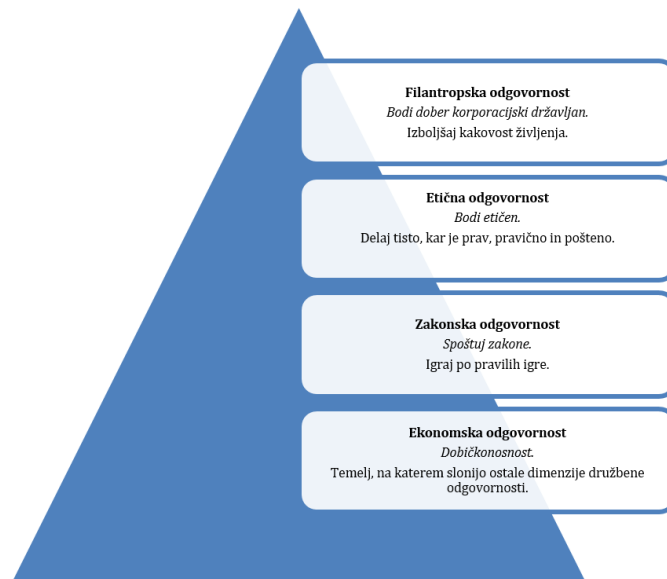 Filantropska odgovornost
Bodi dober korporacijski državljan.
Izboljšaj kakovost življenja.
Etična odgovornost
Bodi etičen.
Delaj tisto, kar je prav, pravično in pošteno.
Zakonska odgovornost
Spoštuj zakone.
Igraj po pravilih igre.
Ekonomska odgovornost
Dobičkonosnost.
Temelj, na katerem slonijo ostale dimenzije družbene
odgovornosti.